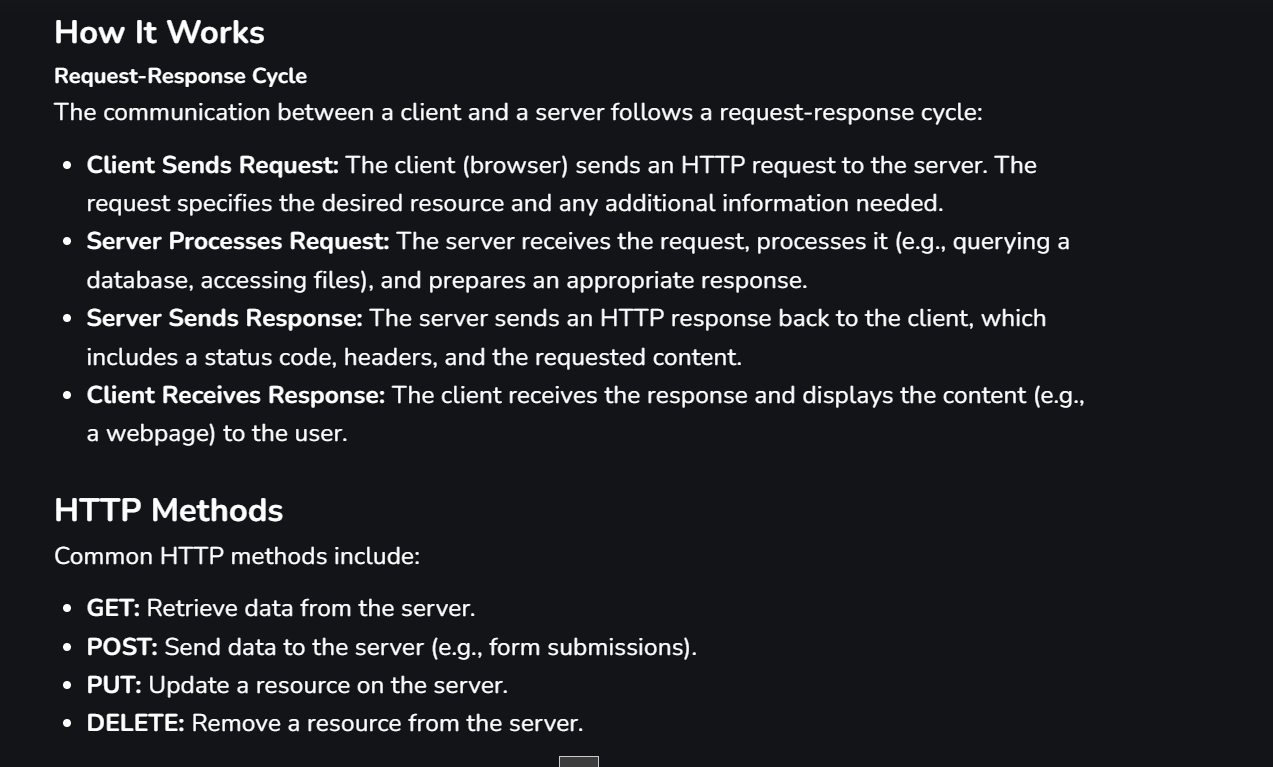 How It Works
Request-Response Cycle
The communication between a client and a server follows a request-response cycle:
• Client Sends Request: The client (browser) sends an HTTP request to the server. The
request specifies the desired resource and any additional information needed.
• Server Processes Request: The server receives the request, processes it (e.g., querying a
database, accessing files), and prepares an appropriate response.
• Server Sends Response: The server sends an HTTP response back to the client, which
includes a status code, headers, and the requested content.
• Client Receives Response: The client receives the response and displays the content (e.g.,
a webpage) to the user.
HTTP Methods
Common HTTP methods include:
• GET: Retrieve data from the server.
• POST: Send data to the server (e.g., form submissions).
• PUT: Update a resource on the server.
• DELETE: Remove a resource from the server.